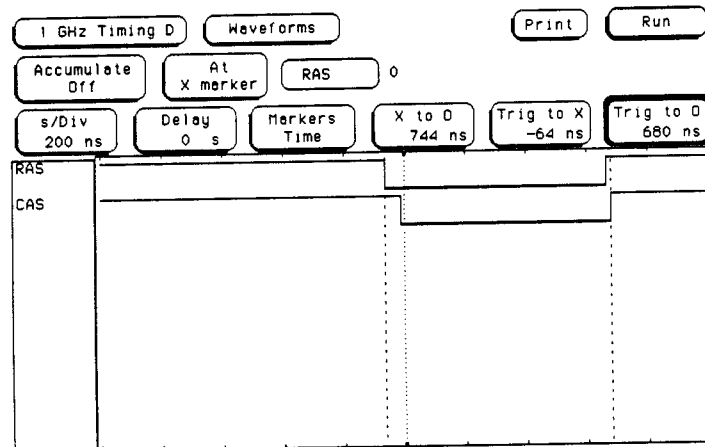 1 GHz Timing D Waveforms Print Run
Accumulate Off At X marker RAS 0
s/Div 200 ns Delay 0 s Markers Time X to O 744 ns Trig to X -64 ns Trig to O 680 ns
RAS
CAS